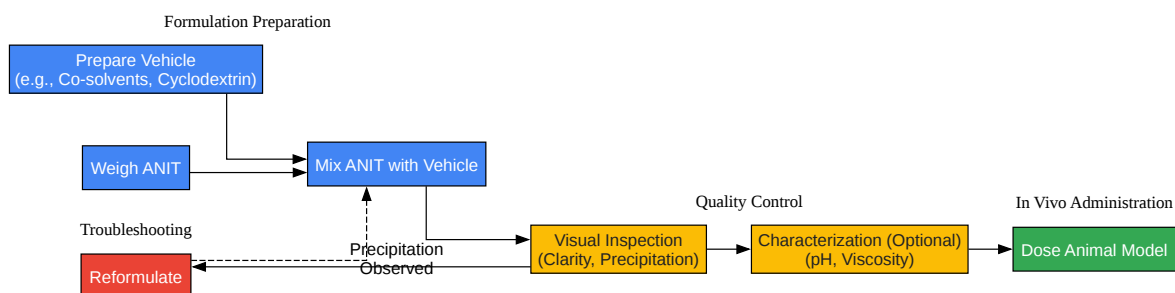 Formulation Preparation
Prepare Vehicle
(e.g., Co-solvents, Cyclodextrin)
Weigh ANIT
Mix ANIT with Vehicle
Troubleshooting
Reformulate
Precipitation
Observed
Quality Control
Visual Inspection
(Clarity, Precipitation)
Characterization (Optional)
(pH, Viscosity)
In Vivo Administration
Dose Animal Model